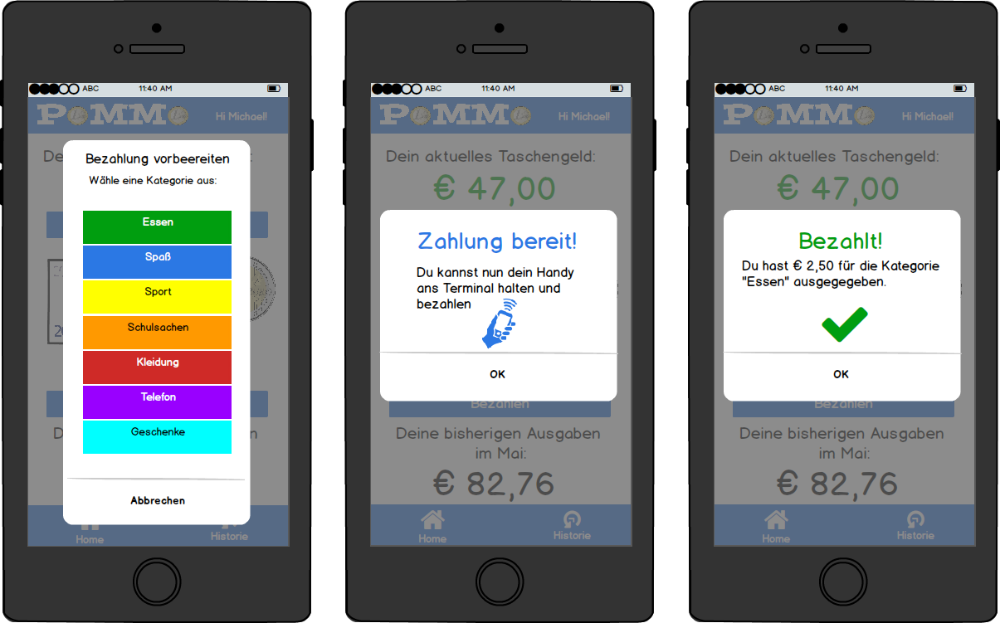 ABC 11:40 AM
POMMO Hi Michael!
De :
Bezahlung vorbeereiten
Wähle eine Kategorie aus:
Essen
Spaß
Sport
Schulsachen
Kleidung
Telefon
Geschenke
20
D n
Abbrechen
Home Historie
ABC 11:40 AM
POMMO Hi Michael!
Dein aktuelles Taschengeld:
€ 47,00
Zahlung bereit!
Du kannst nun dein Handy
ans Terminal halten und
bezahlen
OK
Bezahlen
Deine bisherigen Ausgaben
im Mai:
€ 82,76
Home Historie
ABC 11:40 AM
POMMO Hi Michael!
Dein aktuelles Taschengeld:
€ 47,00
Bezahlt!
Du hast € 2,50 für die Kategorie
"Essen" ausgegegeben.
OK
Bezahlen
Deine bisherigen Ausgaben
im Mai:
€ 82,76
Home Historie